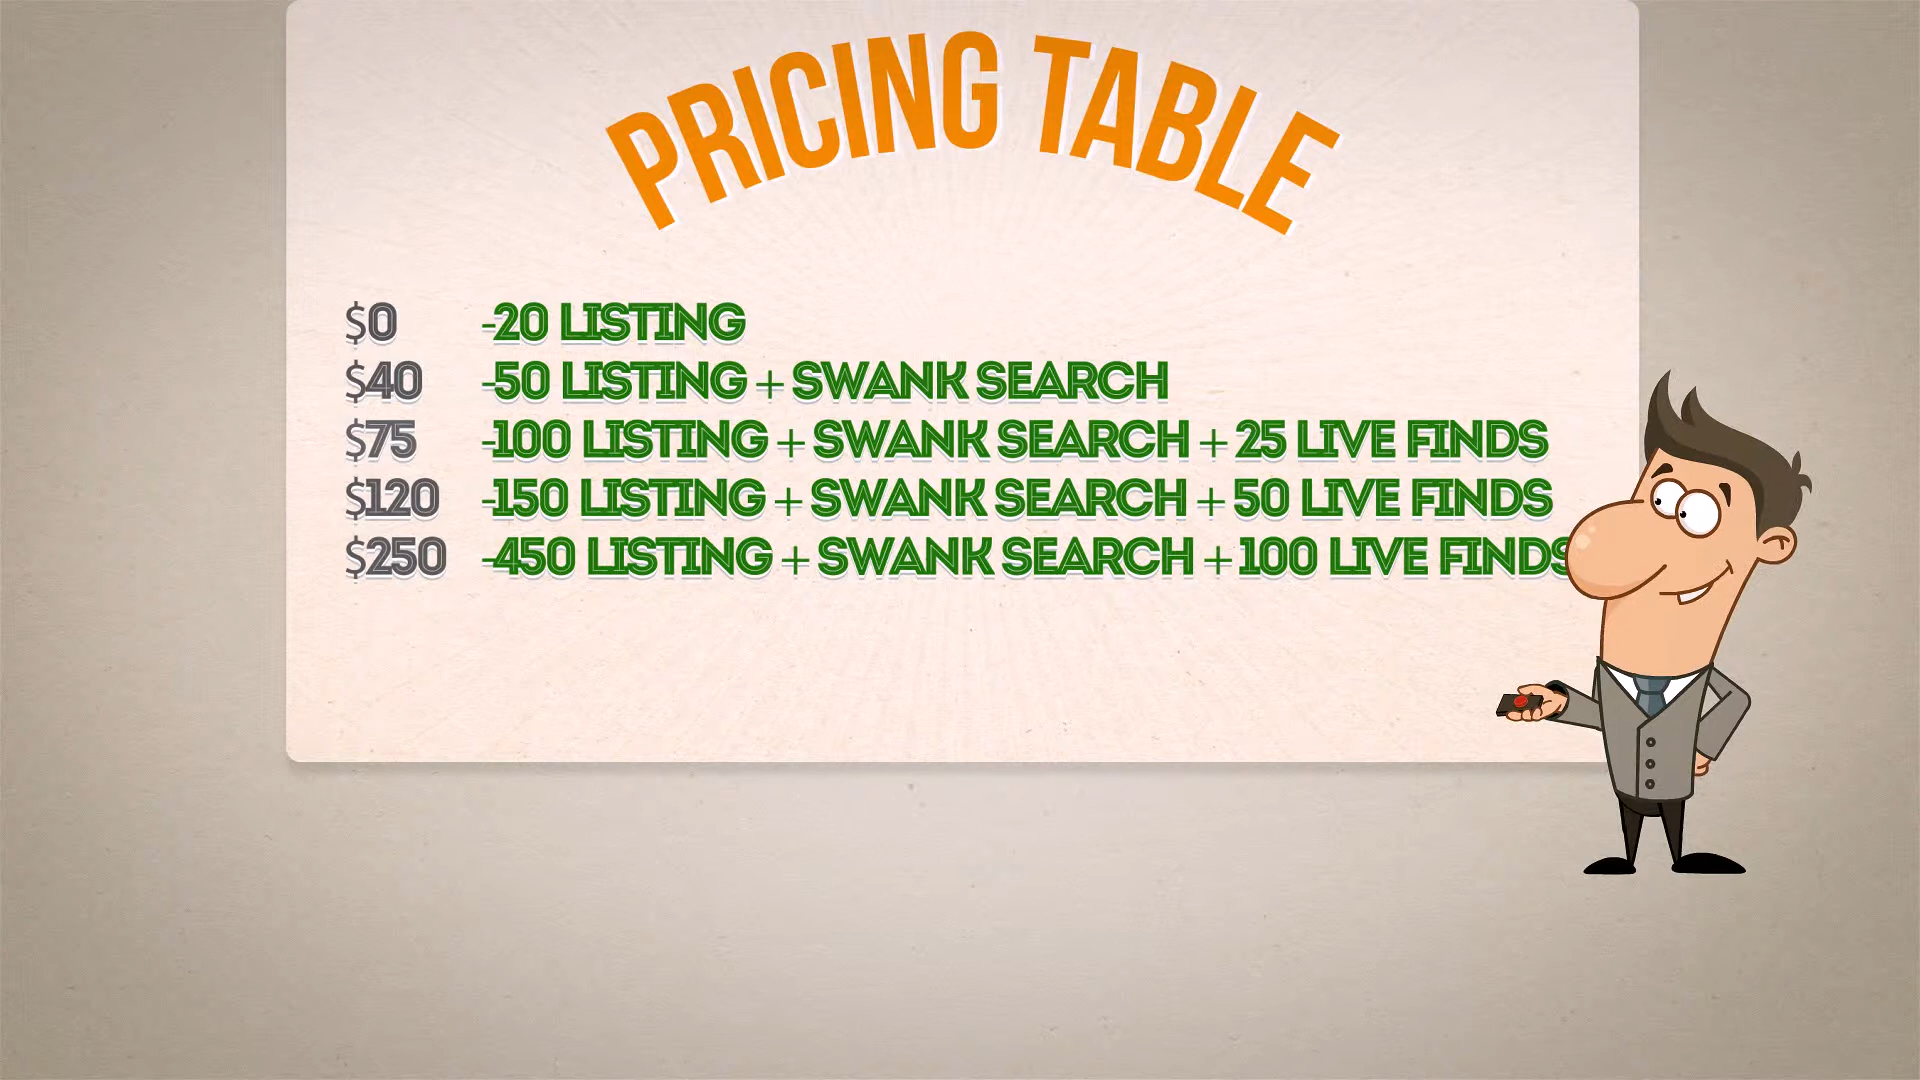 PRICING TABLE
$0 -20 LISTING
$40 -50 LISTING + SWANK SEARCH
$75 -100 LISTING + SWANK SEARCH + 25 LIVE FINDS
$120 -150 LISTING + SWANK SEARCH + 50 LIVE FINDS
$250 -450 LISTING + SWANK SEARCH + 100 LIVE FINDS